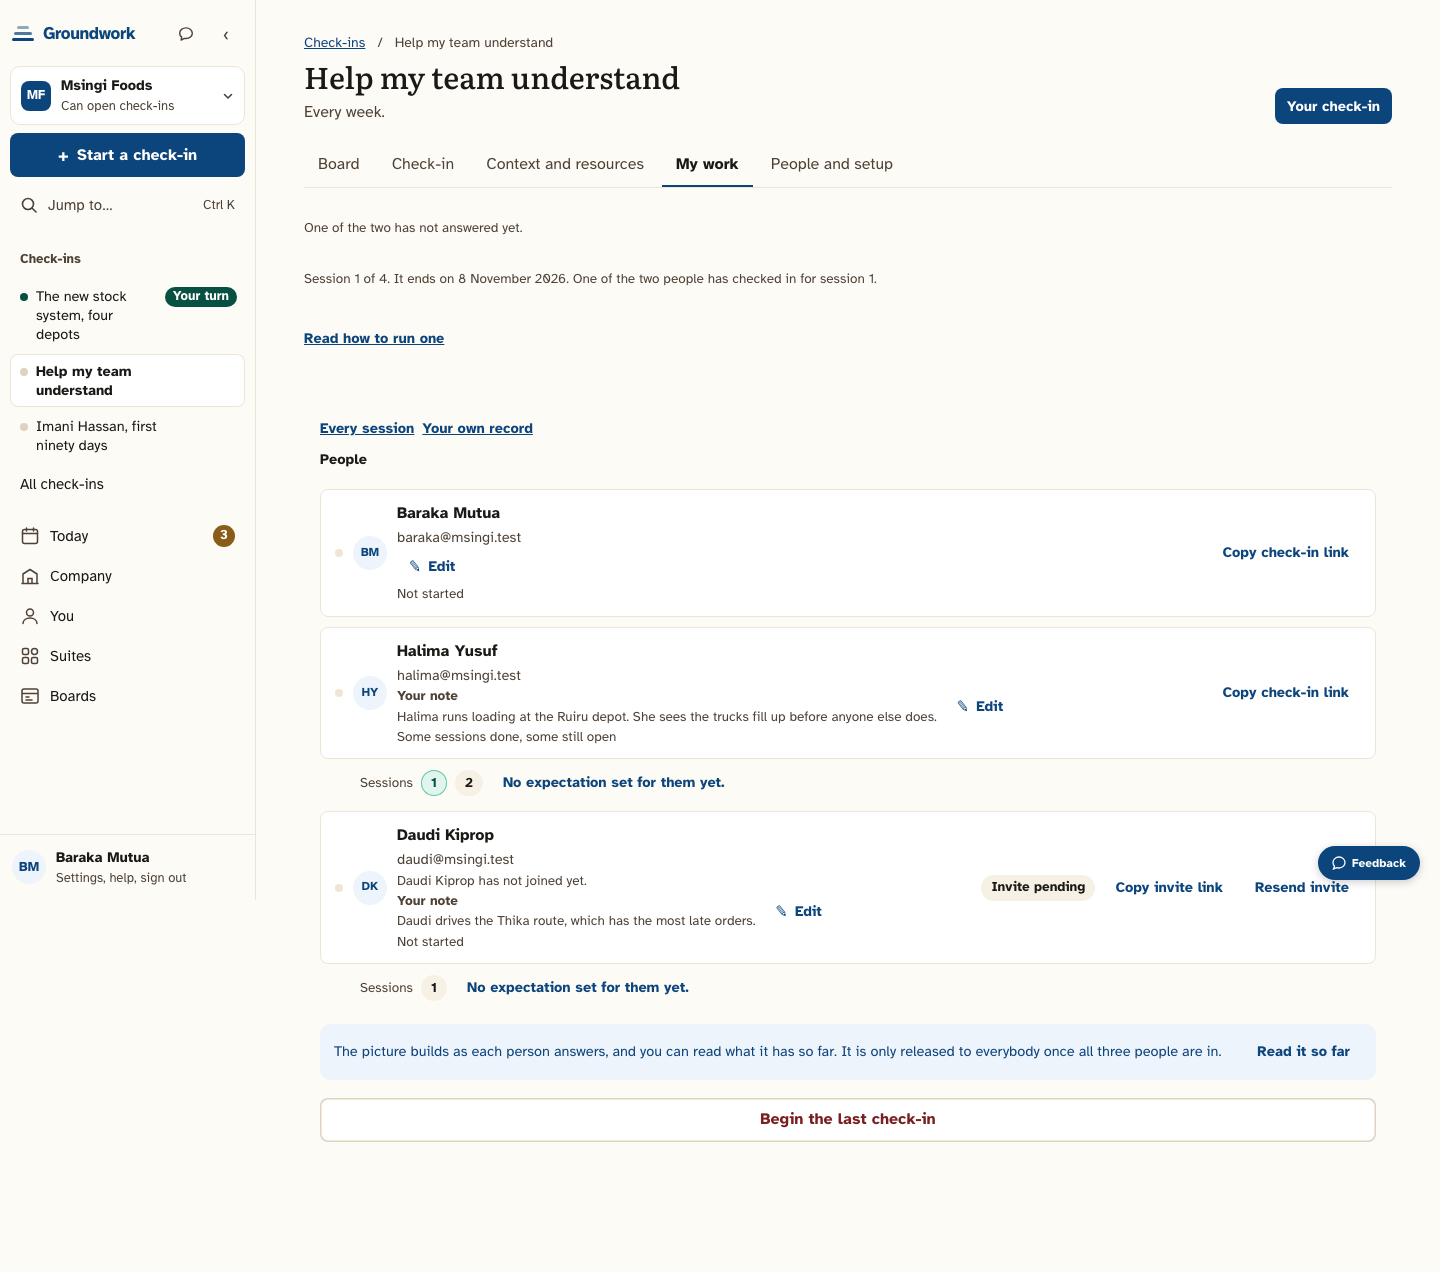 Groundwork
MF
Msingi Foods
Can open check-ins
+ Start a check-in
Jump to...
Ctrl K
Check-ins
The new stock system, four depots
Your turn
Help my team understand
Imani Hassan, first ninety days
All check-ins
Today
3
Company
You
Suites
Boards
BM
Baraka Mutua
Settings, help, sign out
Check-ins / Help my team understand
Help my team understand
Every week.
Your check-in
Board
Check-in
Context and resources
My work
People and setup
One of the two has not answered yet.
Session 1 of 4. It ends on 8 November 2026. One of the two people has checked in for session 1.
Read how to run one
Every session
Your own record
People
BM
Baraka Mutua
baraka@msingi.test
✎ Edit
Not started
Copy check-in link
HY
Halima Yusuf
halima@msingi.test
Your note
Halima runs loading at the Ruiru depot. She sees the trucks fill up before anyone else does.
✎ Edit
Some sessions done, some still open
Copy check-in link
Sessions 1 2 No expectation set for them yet.
DK
Daudi Kiprop
daudi@msingi.test
Daudi Kiprop has not joined yet.
Your note
Daudi drives the Thika route, which has the most late orders.
✎ Edit
Not started
Invite pending
Copy invite link
Resend invite
Feedback
Sessions 1 No expectation set for them yet.
The picture builds as each person answers, and you can read what it has so far. It is only released to everybody once all three people are in.
Read it so far
Begin the last check-in